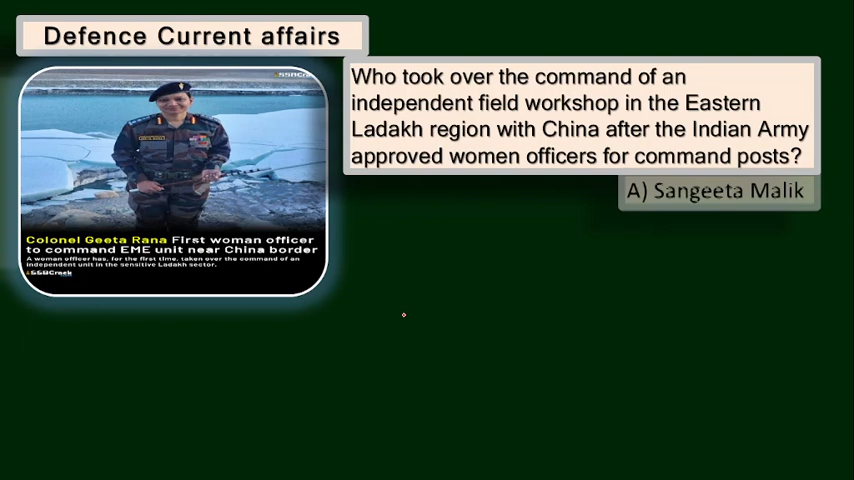 Defence Current affairs
Who took over the command of an
independent field workshop in the Eastern
Ladakh region with China after the Indian Army
approved women officers for command posts?
A) Sangeeta Malik
SSBCrack
Colonel Geeta Rana First woman officer
to command EME unit near China border
A woman officer has, for the first time, taken over the command of an
independent unit in the sensitive Ladakh sector.
SSBCrack